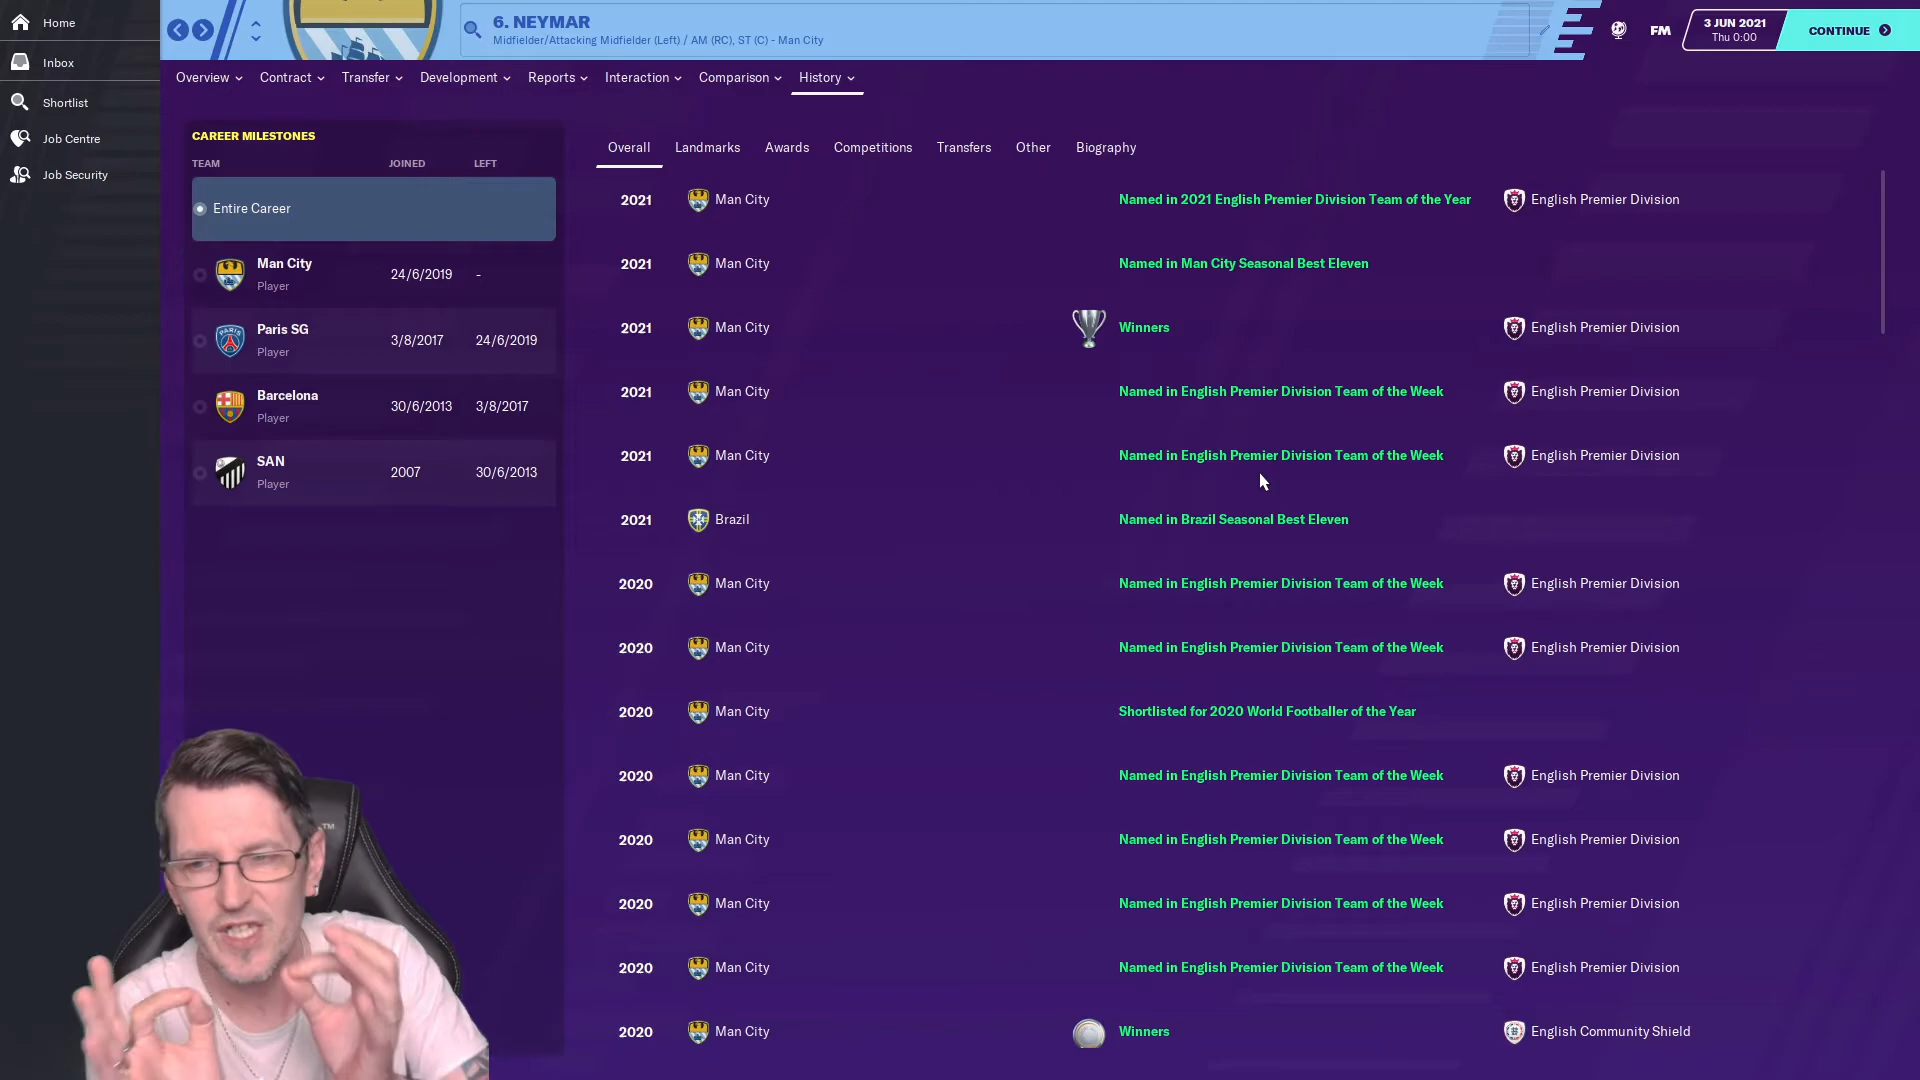 Home
Inbox
Shortlist
Job Centre
Job Security
6. NEYMAR
Midfielder/Attacking Midfielder (Left) / AM (RC), ST (C) - Man City
FM
3 JUN 2021
Thu 0:00
CONTINUE
Overview
Contract
Transfer
Development
Reports
Interaction
Comparison
History
CAREER MILESTONES
TEAM JOINED LEFT
Entire Career
Man City
Player
24/6/2019 -
Paris SG
Player
3/8/2017 24/6/2019
Barcelona
Player
30/6/2013 3/8/2017
SAN
Player
2007 30/6/2013
Overall Landmarks Awards Competitions Transfers Other Biography
2021 Man City Named in 2021 English Premier Division Team of the Year English Premier Division
2021 Man City Named in Man City Seasonal Best Eleven
2021 Man City Winners English Premier Division
2021 Man City Named in English Premier Division Team of the Week English Premier Division
2021 Man City Named in English Premier Division Team of the Week English Premier Division
2021 Brazil Named in Brazil Seasonal Best Eleven
2020 Man City Named in English Premier Division Team of the Week English Premier Division
2020 Man City Named in English Premier Division Team of the Week English Premier Division
2020 Man City Shortlisted for 2020 World Footballer of the Year
2020 Man City Named in English Premier Division Team of the Week English Premier Division
2020 Man City Named in English Premier Division Team of the Week English Premier Division
2020 Man City Named in English Premier Division Team of the Week English Premier Division
2020 Man City Named in English Premier Division Team of the Week English Premier Division
2020 Man City Winners English Community Shield